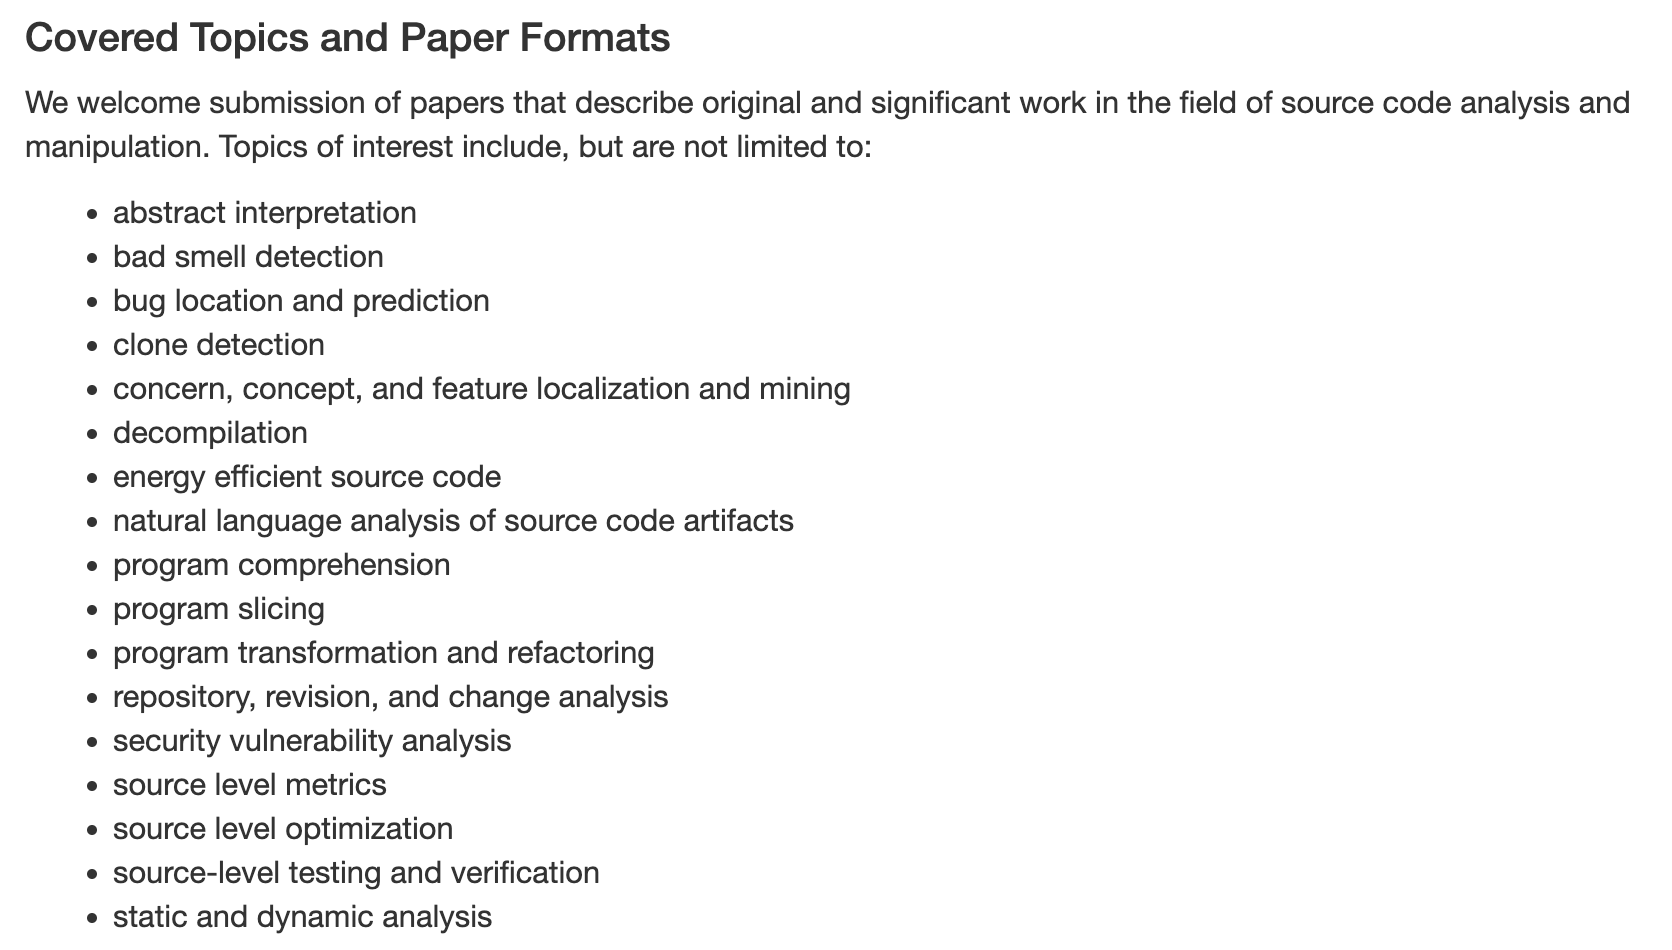 Covered Topics and Paper Formats
We welcome submission of papers that describe original and significant work in the field of source code analysis and
manipulation. Topics of interest include, but are not limited to:
• abstract interpretation
• bad smell detection
• bug location and prediction
• clone detection
• concern, concept, and feature localization and mining
• decompilation
• energy efficient source code
• natural language analysis of source code artifacts
• program comprehension
• program slicing
• program transformation and refactoring
• repository, revision, and change analysis
• security vulnerability analysis
• source level metrics
• source level optimization
• source-level testing and verification
• static and dynamic analysis